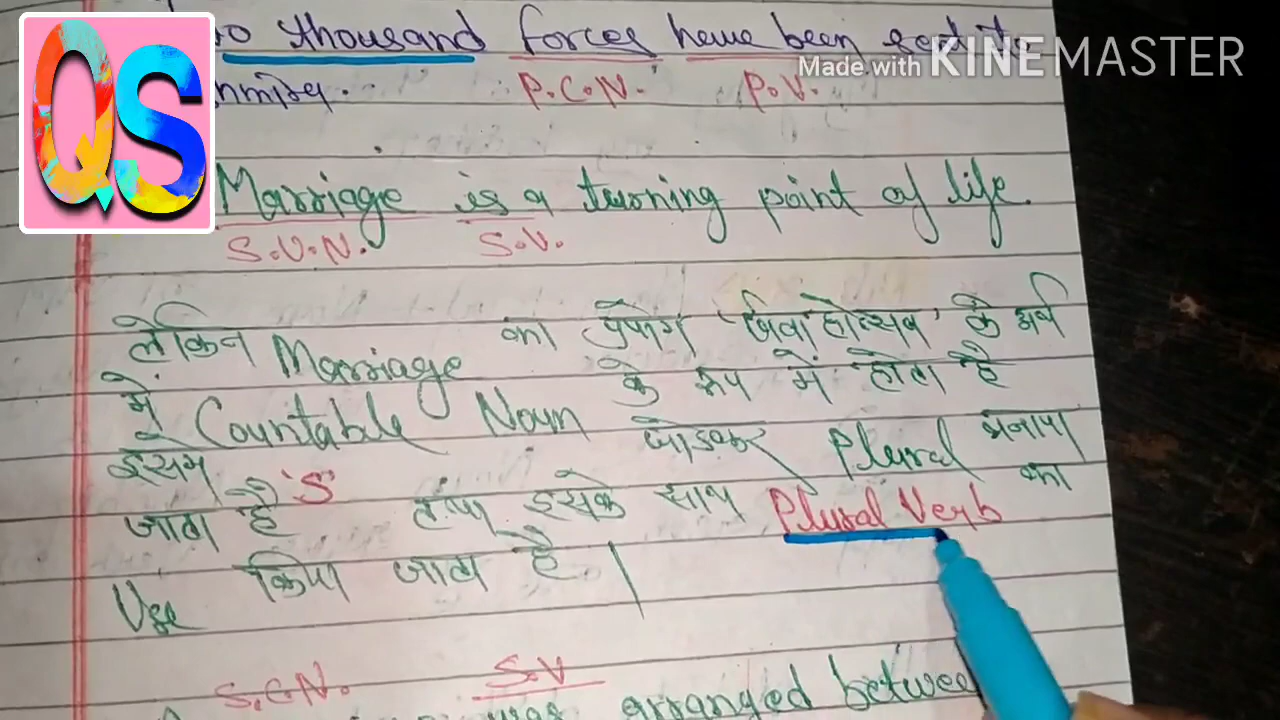 QS
Made with KINEMASTER
thousand forces have been
P.C.N. P.V.
Marriage is a turning point of life.
S.U.N. S.V.
लेकिन Marriage का प्रयोग 'विवाहोत्सव' के अर्थ
में Countable Noun के रूप में होता है
इसमें 'S' जोड़कर Plural बनाया
जाता है तथा इसके साथ Plural Verb का
Use किया जाता है।
S.C.N. S.V
was arranged between